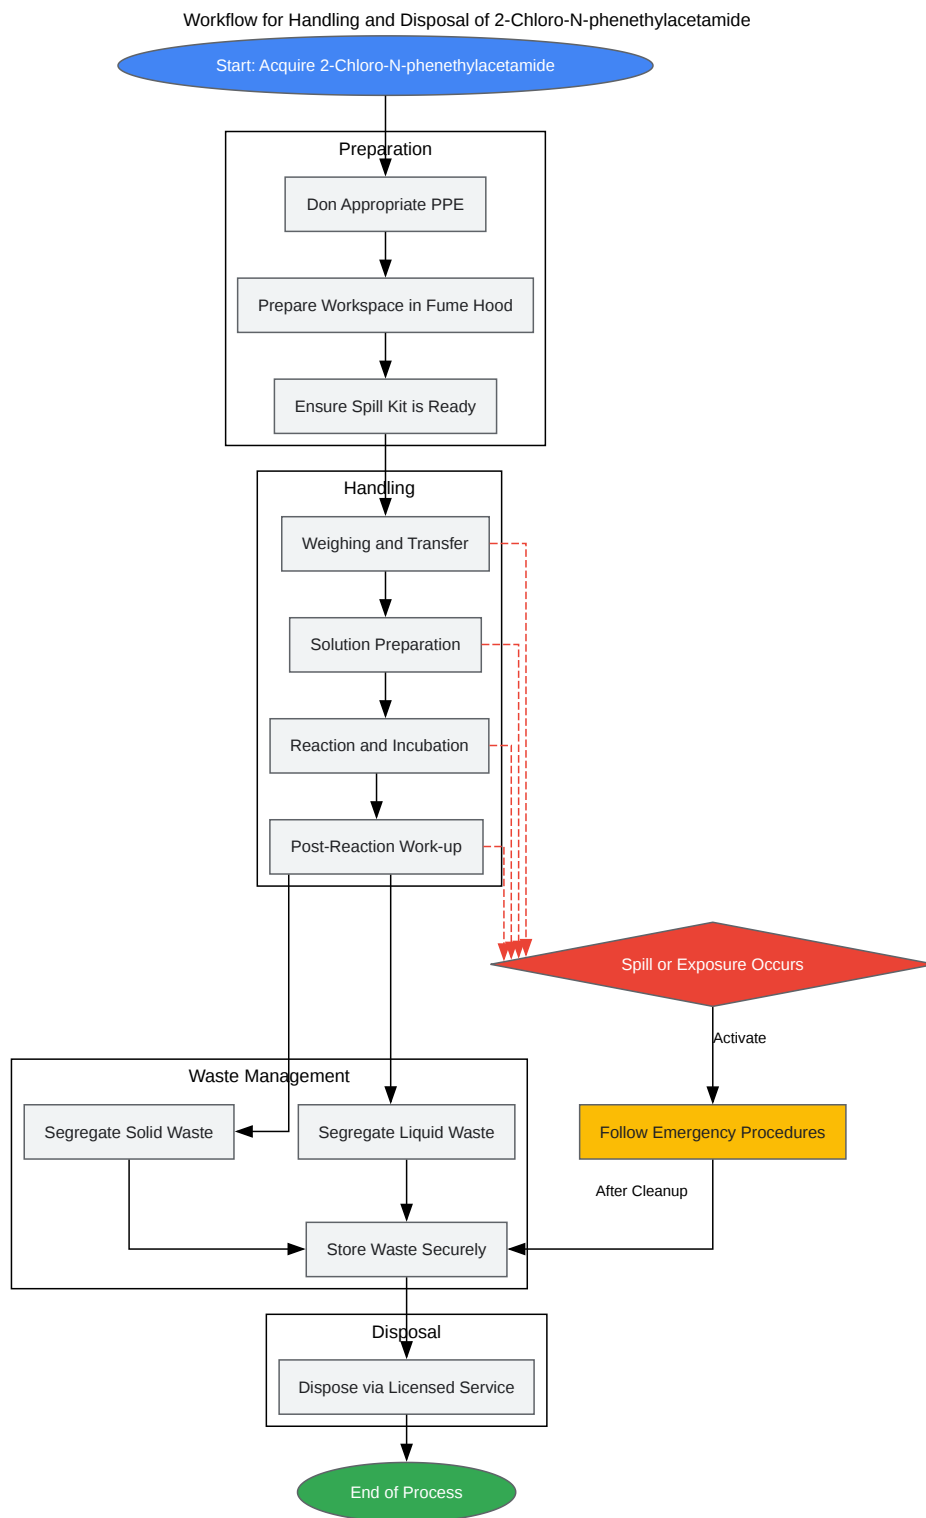 Workflow for Handling and Disposal of 2-Chloro-N-phenethylacetamide
Start: Acquire 2-Chloro-N-phenethylacetamide
Preparation
Don Appropriate PPE
Prepare Workspace in Fume Hood
Ensure Spill Kit is Ready
Handling
Weighing and Transfer
Solution Preparation
Reaction and Incubation
Post-Reaction Work-up
Spill or Exposure Occurs
Activate
Waste Management
Segregate Solid Waste
Segregate Liquid Waste
Follow Emergency Procedures
After Cleanup
Store Waste Securely
Disposal
Dispose via Licensed Service
End of Process